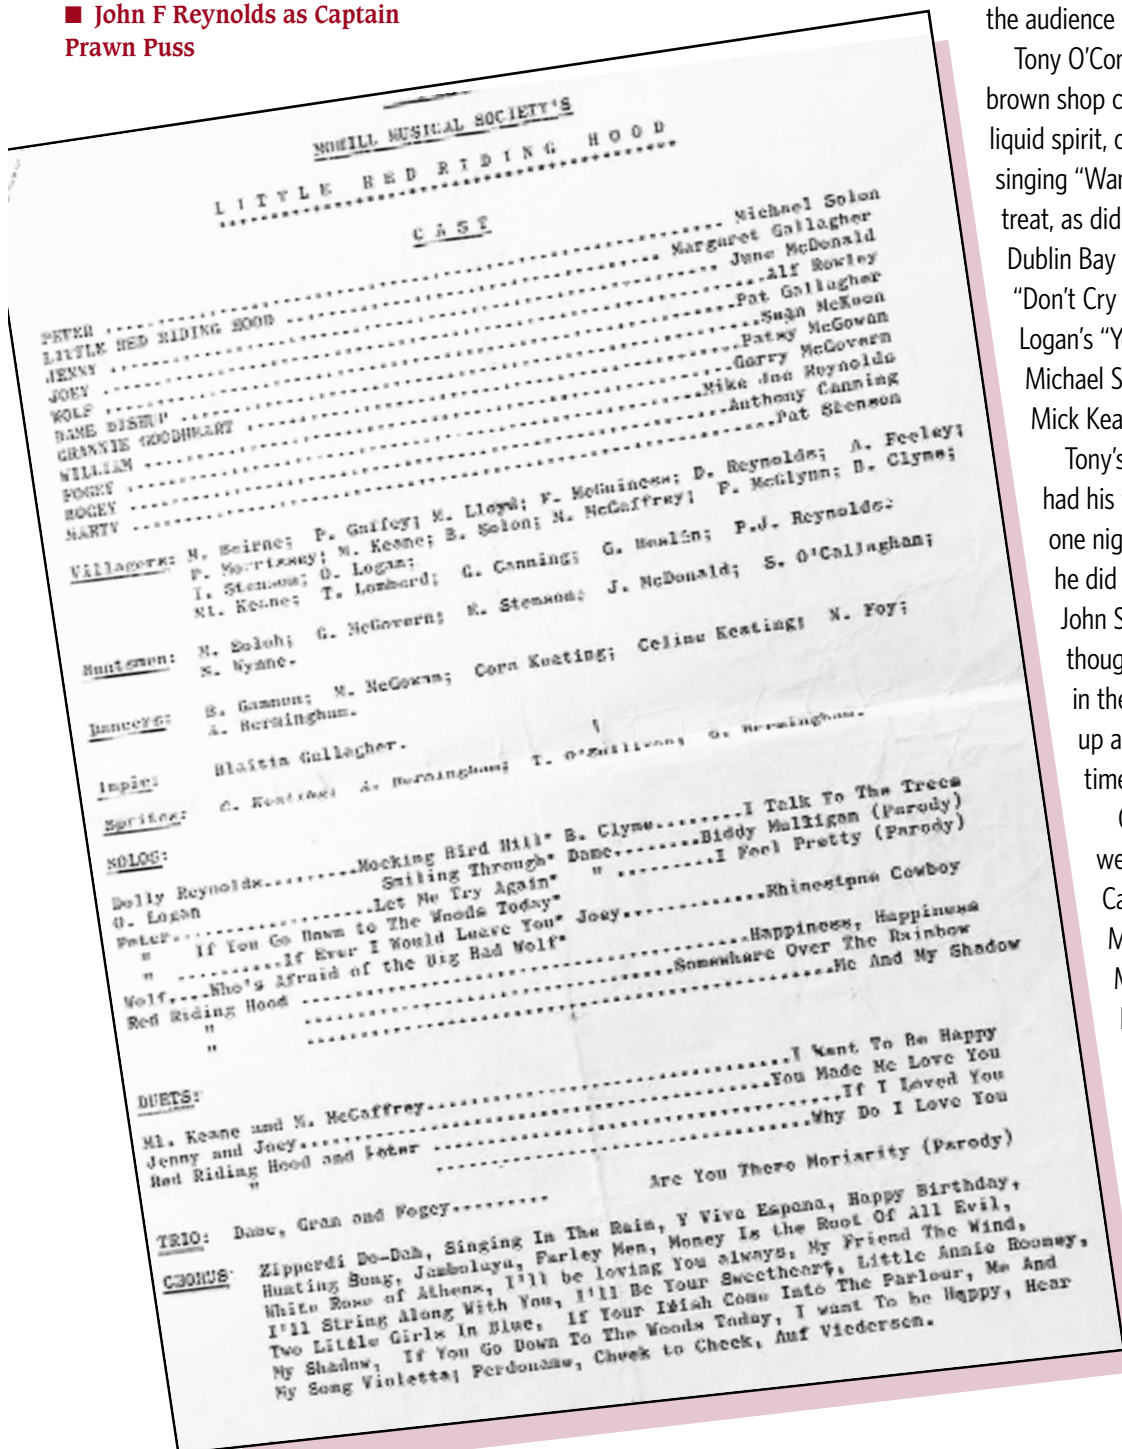 ■ John F Reynolds as Captain
Prawn Puss
MOHILL MUSICAL SOCIETY'S
LITTLE RED RIDING HOOD
CAST
PETER ........ Michael Solon
LITTLE RED RIDING HOOD ........ Margaret Gallagher
JENNY ........ June McDonald
JOEY ........ Alf Rowley
WOLF ........ Pat Gallagher
DAME DISHUP ........ Sean McKeon
GRANNIE GOODHEART ........ Patsy McGowan
WILLIAM ........ Garry McGovern
FOGEY ........ Mike Joe Reynolds
BOGEY ........ Anthony Canning
MARTY ........ Pat Stenson
Villagers: M. Beirne; P. Gaffey; M. Lloyd; F. McGuiness; D. Reynolds; A. Feeley;
P. Morrissey; M. Keane; B. Solon; M. McCaffrey; P. McGlynn; B. Clyne;
I. Stenson; O. Logan;
Ml. Keane; T. Lombard; G. Canning; G. Heslin; P.J. Reynolds:
Huntsmen: M. Soloh; G. McGovern; K. Stenson; J. McDonald; S. O'Callaghan;
S. Wynne.
Dancers: B. Gannon; M. McGowan; Corn Keating; Celine Keating; N. Foy;
A. Bermingham.
Impie: Blaitin Gallagher.
Sprites: C. Keating; A. Bermingham; T. O'Sullivan; G. Bermingham.
SOLOS:
Dolly Reynolds.........Mocking Bird Hill" B. Clyne........I Talk To The Trees
O. Logan Smiling Through" Dame........Biddy Mulligan (Parody)
Peter....................Let Me Try Again" " .........I Feel Pretty (Parody)
" If You Go Down to The Woods Today"
" ..........If Ever I Would Leave You" Joey..............Rhinestone Cowboy
Wolf....Who's Afraid of the Big Bad Wolf"
Red Riding Hood ........Happiness, Happiness
" ........Somewhere Over The Rainbow
" ........Me And My Shadow
DUETS:
Ml. Keane and M. McCaffrey........I Want To Be Happy
Jenny and Joey........You Made Me Love You
Red Riding Hood and Peter ........If I Loved You
" ........Why Do I Love You
TRIO: Dame, Gran and Fogey......... Are You There Moriarity (Parody)
CHORUS Zipperdi Do-Dah, Singing In The Rain, Y Viva Espana, Happy Birthday,
Hunting Song, Jambolaya, Farley Men, Money Is the Root Of All Evil,
White Rose of Athens, I'll be loving You always, My Friend The Wind,
I'll String Along With You, I'll Be Your Sweetheart, Little Annie Rooney,
Two Little Girls In Blue, If Your Irish Come Into The Parlour, Me And
My Shadow, If You Go Down To The Woods Today, I want To be Happy, Hear
My Song Violetta; Perdoname, Cheek to Cheek, Auf Viedersen.
the audience
Tony O'Cor
brown shop c
liquid spirit, c
singing "War
treat, as did
Dublin Bay
"Don't Cry
Logan's "Y
Michael S
Mick Kea
Tony's
had his
one nig
he did
John S
thoug
in the
up a
time
we
Ca
M